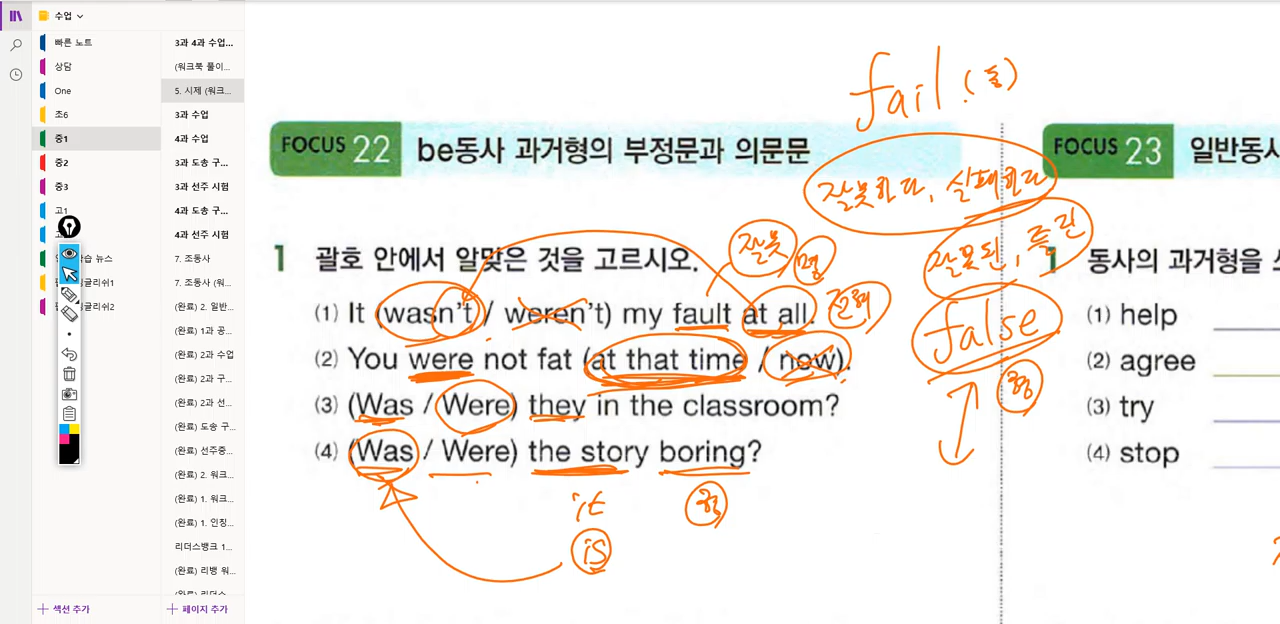 수업
빠른 노트
상담
One
초6
중1
중2
중3
고1
뉴스
글리쉬1
글리쉬2
색션 추가
3과 4과 수업...
(워크북 풀이...
5. 시제 (워크...
3과 수업
4과 수업
3과 도송 구...
3과 선주 시험
4과 도송 구...
4과 선주 시험
7. 조동사
7. 조동사 (워...
(완료) 2. 일반...
(완료) 1과 공...
(완료) 2과 수업
(완료) 2과 구...
(완료) 2과 선...
(완료) 도송 구...
(완료) 선주중...
(완료) 2. 워크...
(완료) 1. 워크...
(완료) 1. 인칭...
리더스뱅크 1...
(완료) 리뱅 워...
페이지 추가
fail (동)
잘못하다, 실패하다
FOCUS 22 be동사 과거형의 부정문과 의문문
1 괄호 안에서 알맞은 것을 고르시오.
잘못 명
(1) It (wasn't / weren't) my fault at all.
(2) You were not fat (at that time / now).
(3) (Was / Were) they in the classroom?
(4) (Was / Were) the story boring?
it
is
형
잘못된, 틀린
false
형
FOCUS 23 일반동사
1 동사의 과거형을
(1) help
(2) agree
(3) try
(4) stop